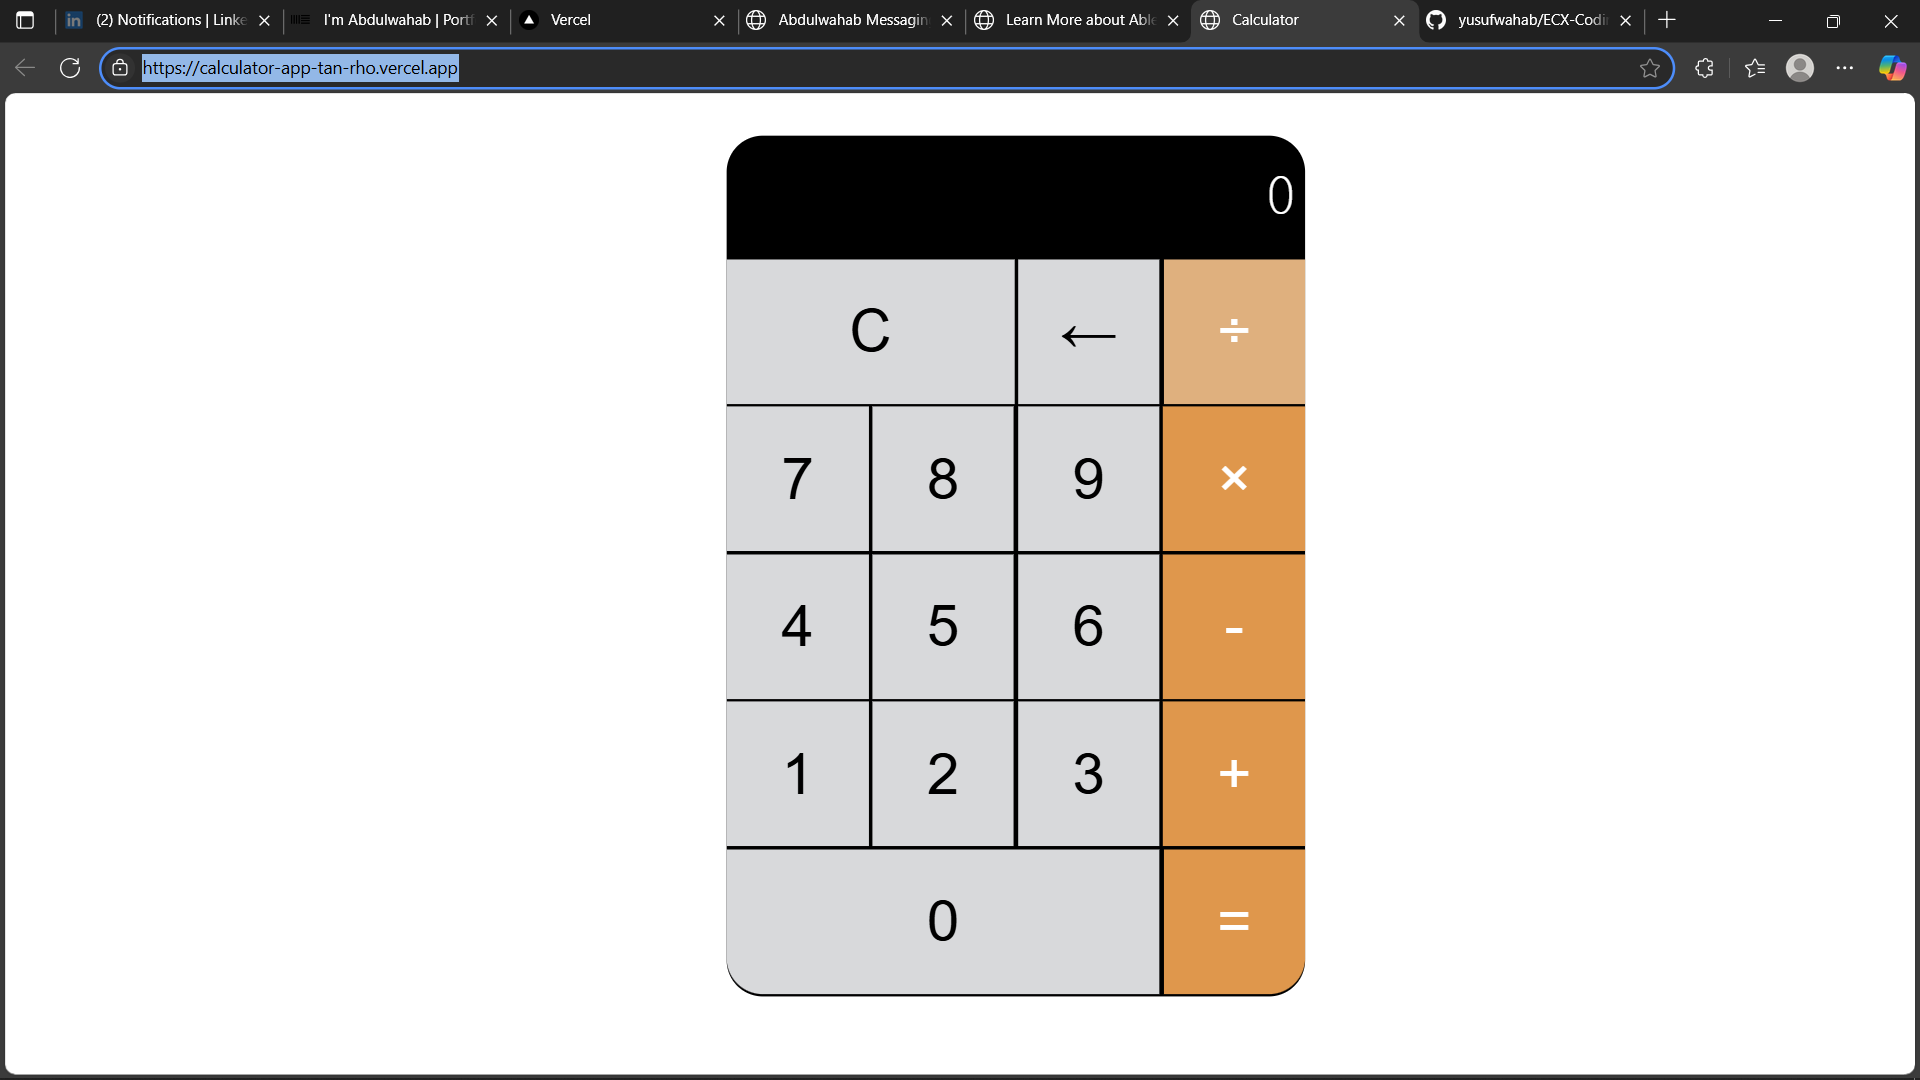 (2) Notifications | Linke
I'm Abdulwahab | Portf
Vercel
Abdulwahab Messagin
Learn More about Able
Calculator
yusufwahab/ECX-Codi
https://calculator-app-tan-rho.vercel.app
0
C ← ÷
7 8 9 ×
4 5 6 -
1 2 3 +
0 =